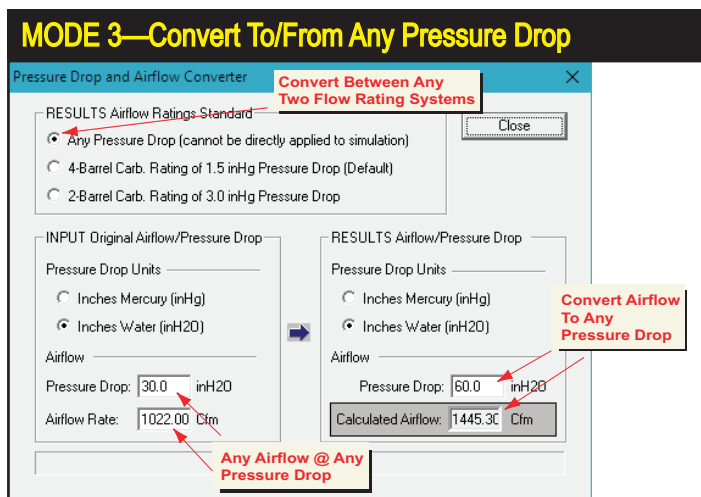 MODE 3—Convert To/From Any Pressure Drop
Pressure Drop and Airflow Converter
Convert Between Any
Two Flow Rating Systems
RESULTS Airflow Ratings Standard
Close
Any Pressure Drop (cannot be directly applied to simulation)
4-Barrel Carb. Rating of 1.5 inHg Pressure Drop (Default)
2-Barrel Carb. Rating of 3.0 inHg Pressure Drop
INPUT Original Airflow/Pressure Drop
Pressure Drop Units
Inches Mercury (inHg)
Inches Water (inH2O)
Airflow
Pressure Drop: 30.0 inH2O
Airflow Rate: 1022.00 Cfm
RESULTS Airflow/Pressure Drop
Pressure Drop Units
Inches Mercury (inHg)
Inches Water (inH2O)
Airflow
Pressure Drop: 60.0 inH2O
Calculated Airflow: 1445.30 Cfm
Convert Airflow
To Any
Pressure Drop
Any Airflow @ Any
Pressure Drop